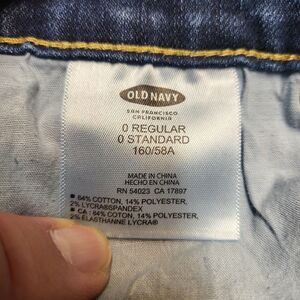 OLD NAVY
SAN FRANCISCO
CALIFORNIA
0 REGULAR
0 STANDARD
160/58A
MADE IN CHINA
HECHO EN CHINA
RN 54023 CA 17897
● 84% COTTON, 14% POLYESTER,
2% LYCRA®SPANDEX
■ CA : 84% COTON, 14% POLYESTER,
2% ELASTHANNE LYCRA®